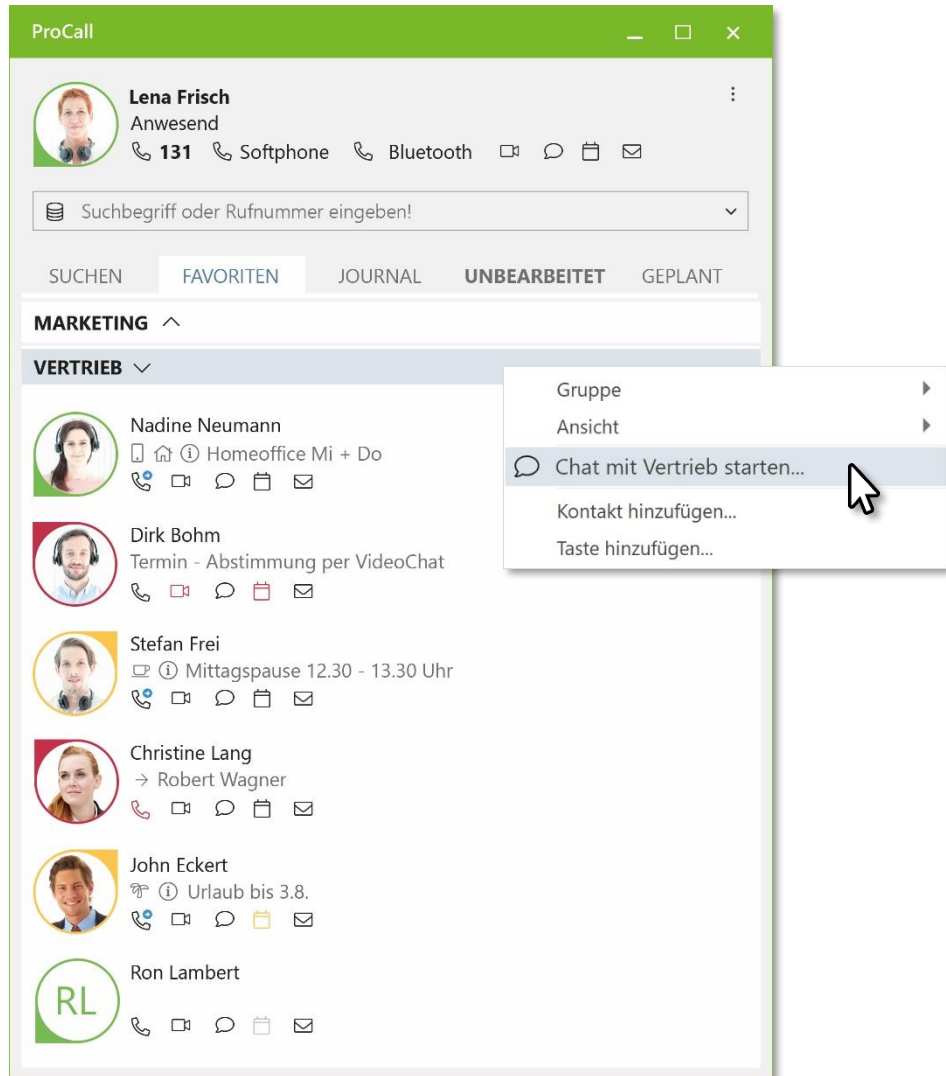 ProCall
Lena Frisch
Anwesend
131 Softphone Bluetooth
Suchbegriff oder Rufnummer eingeben!
SUCHEN FAVORITEN JOURNAL UNBEARBEITET GEPLANT
MARKETING
VERTRIEB
Gruppe
Ansicht
Chat mit Vertrieb starten...
Kontakt hinzufügen...
Taste hinzufügen...
Nadine Neumann
Homeoffice Mi + Do
Dirk Bohm
Termin - Abstimmung per VideoChat
Stefan Frei
Mittagspause 12.30 - 13.30 Uhr
Christine Lang
→ Robert Wagner
John Eckert
Urlaub bis 3.8.
RL
Ron Lambert